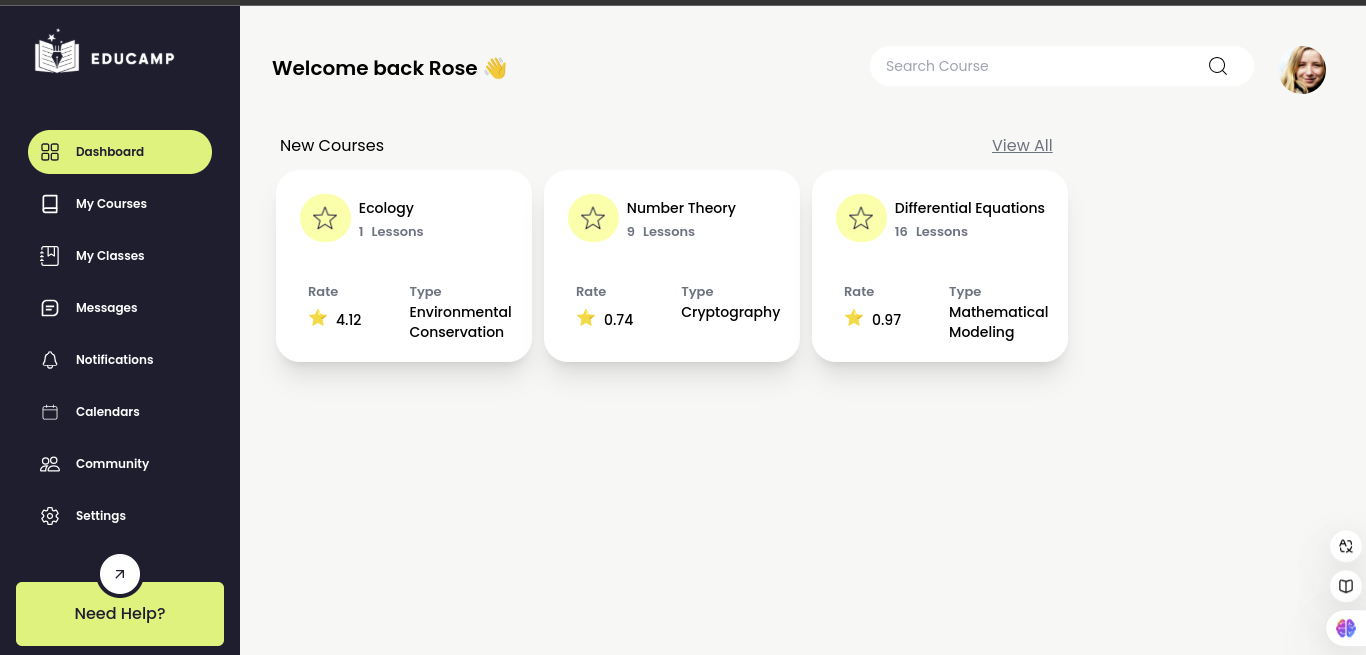 EDUCAMP
Dashboard
My Courses
My Classes
Messages
Notifications
Calendars
Community
Settings
Need Help?
Welcome back Rose 👋
Search Course
New Courses
View All
Ecology
1 Lessons
Rate
4.12
Type
Environmental
Conservation
Number Theory
9 Lessons
Rate
0.74
Type
Cryptography
Differential Equations
16 Lessons
Rate
0.97
Type
Mathematical
Modeling